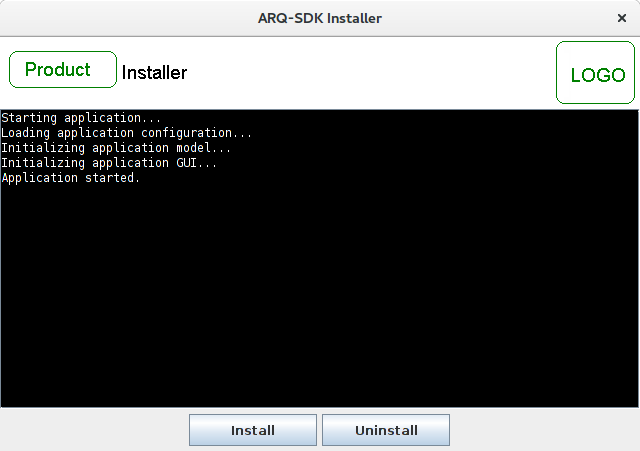 ARQ-SDK Installer
Product Installer
LOGO
Starting application...
Loading application configuration...
Initializing application model...
Initializing application GUI...
Application started.
Install Uninstall